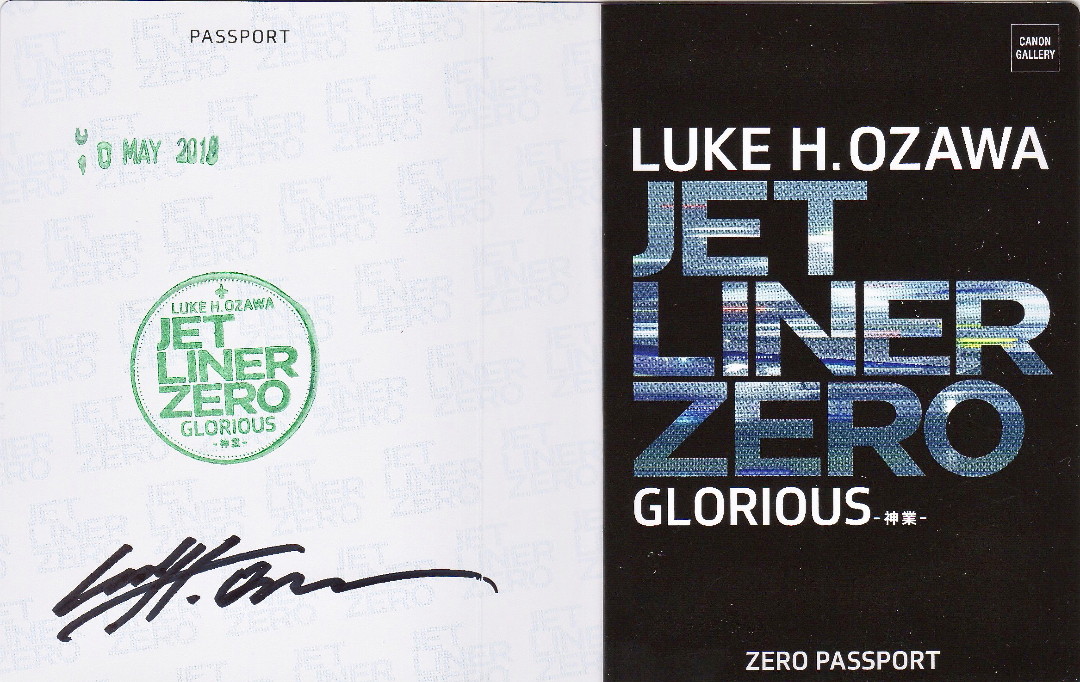 PASSPORT
0 MAY 2018
LUKE H.OZAWA
JET
LINER
ZERO
GLORIOUS
-神業-
CANON
GALLERY
LUKE H.OZAWA
JET
LINER
ZERO
GLORIOUS-神業-
ZERO PASSPORT